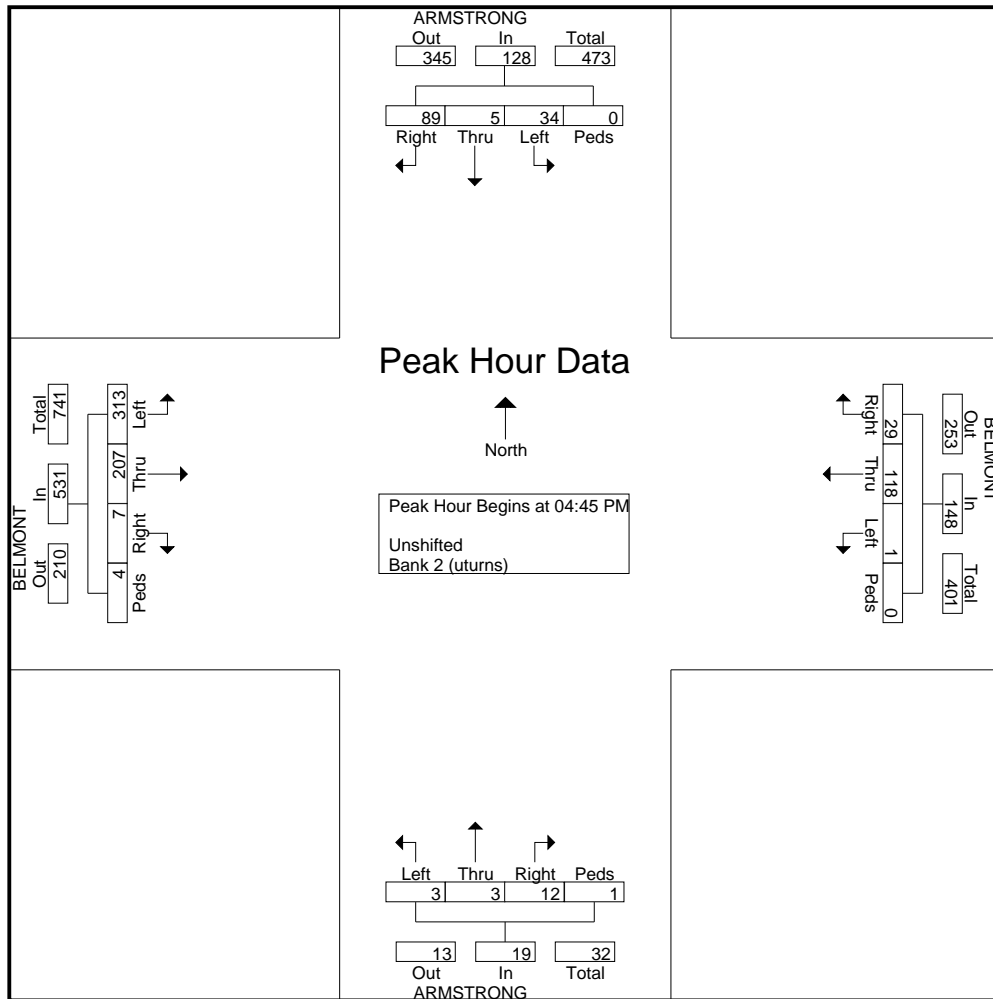 ARMSTRONG
Out In Total
345 128 473
89 5 34 0
Right Thru Left Peds
Peak Hour Data
North
Peak Hour Begins at 04:45 PM
Unshifted
Bank 2 (uturns)
BELMONT
Out In Total
210 531 741
Left Thru Right Peds
313 207 7 4
BELMONT
Out In Total
253 148 401
29 118 1 0
Right Thru Left Peds
Left Thru Right Peds
3 3 12 1
13 19 32
Out In Total
ARMSTRONG